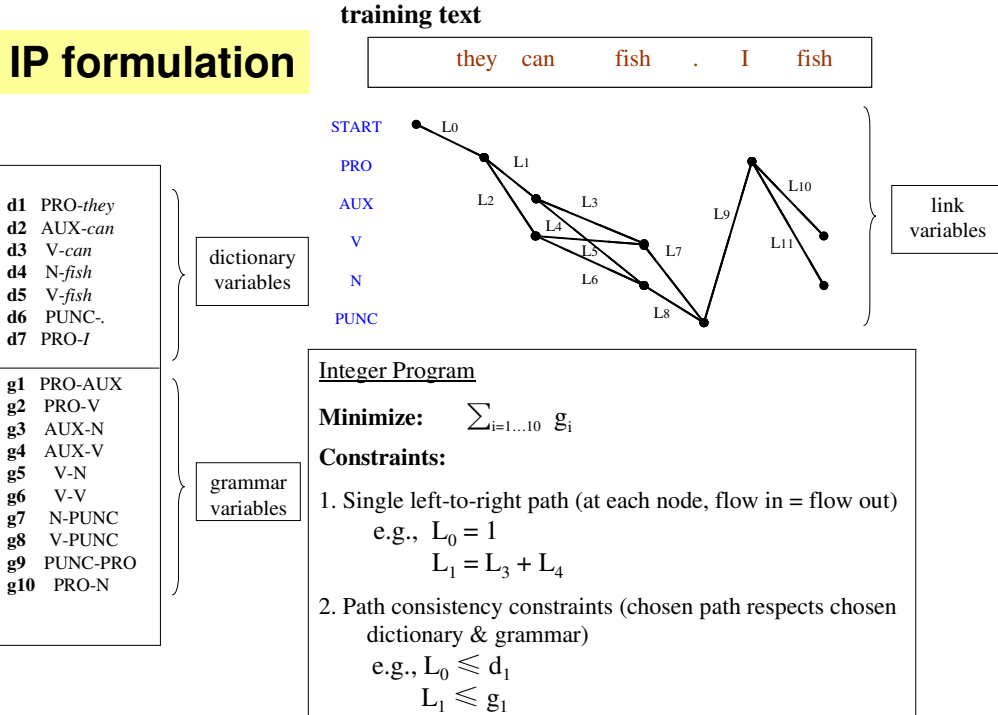 training text
IP formulation
they can fish . I fish
START
PRO
AUX
V
N
PUNC
L0
L1
L2
L3
L4
L5
L6
L7
L8
L9
L10
L11
link
variables
d1 PRO-they
d2 AUX-can
d3 V-can
d4 N-fish
d5 V-fish
d6 PUNC-.
d7 PRO-I
dictionary
variables
g1 PRO-AUX
g2 PRO-V
g3 AUX-N
g4 AUX-V
g5 V-N
g6 V-V
g7 N-PUNC
g8 V-PUNC
g9 PUNC-PRO
g10 PRO-N
grammar
variables
Integer Program
Minimize: ∑i=1…10 gi
Constraints:
1. Single left-to-right path (at each node, flow in = flow out)
e.g., L0 = 1
L1 = L3 + L4
2. Path consistency constraints (chosen path respects chosen
dictionary & grammar)
e.g., L0 ≤ d1
L1 ≤ g1